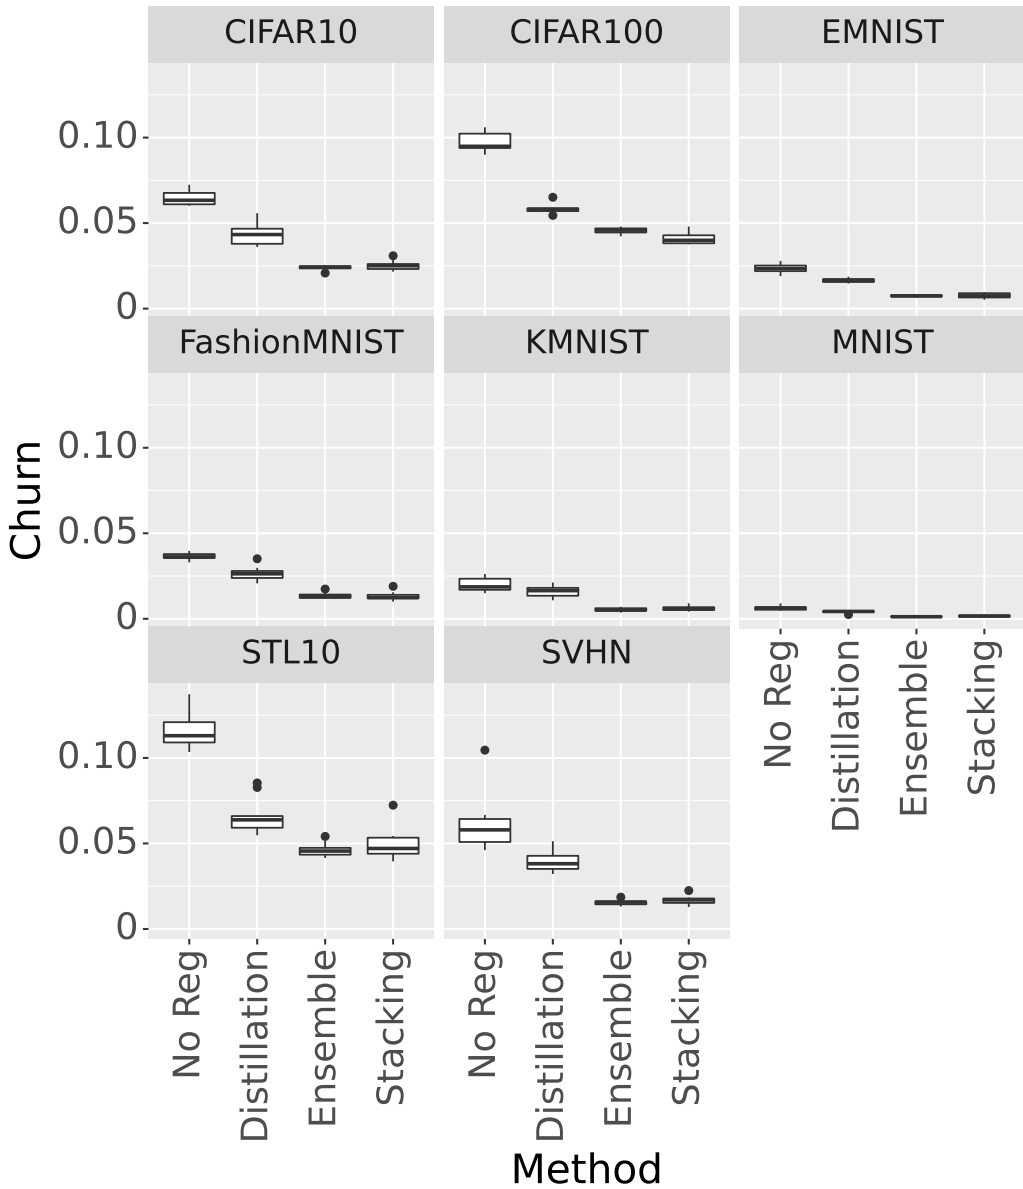 CIFAR10
CIFAR100
EMNIST
0.10
0.05
0
FashionMNIST
KMNIST
MNIST
Churn
0.10
0.05
0
No Reg
Distillation
Ensemble
Stacking
STL10
SVHN
0.10
0.05
0
No Reg
Distillation
Ensemble
Stacking
No Reg
Distillation
Ensemble
Stacking
Method